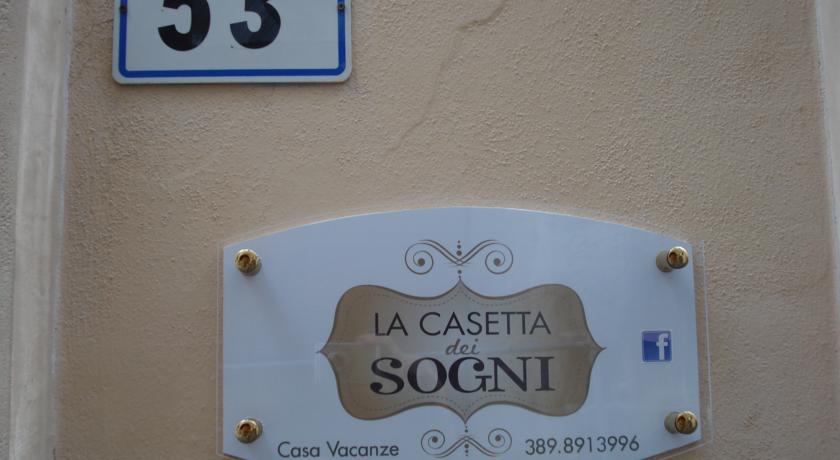 53
LA CASETTA
dei
SOGNI
f
Casa Vacanze 389.8913996